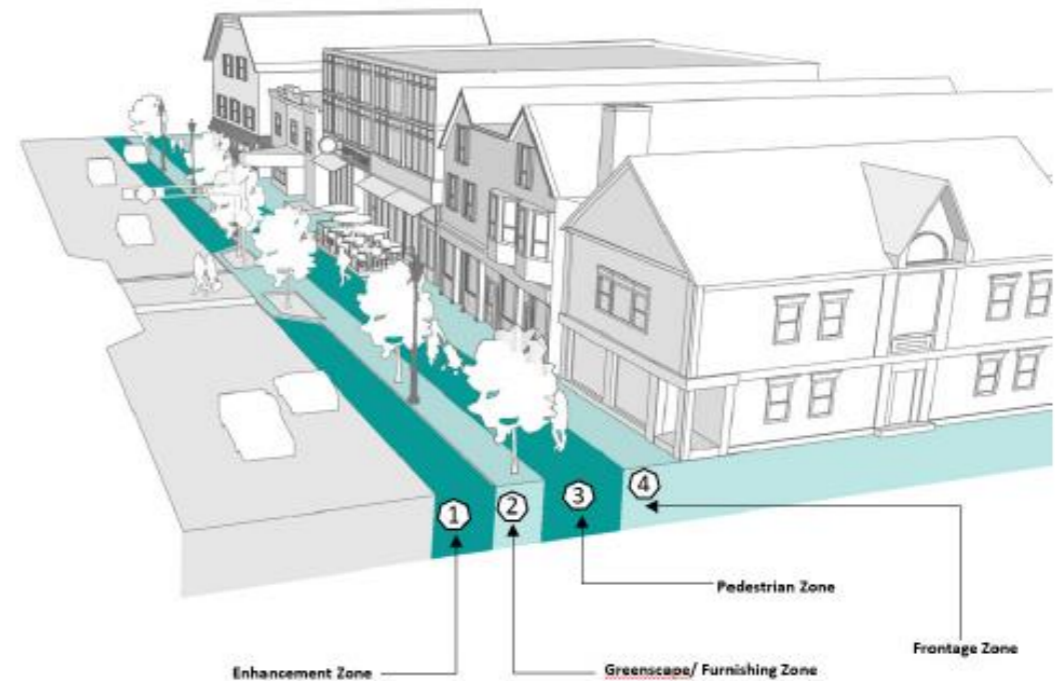 1
2
3
4
Pedestrian Zone
Frontage Zone
Enhancement Zone
Greenscape/ Furnishing Zone